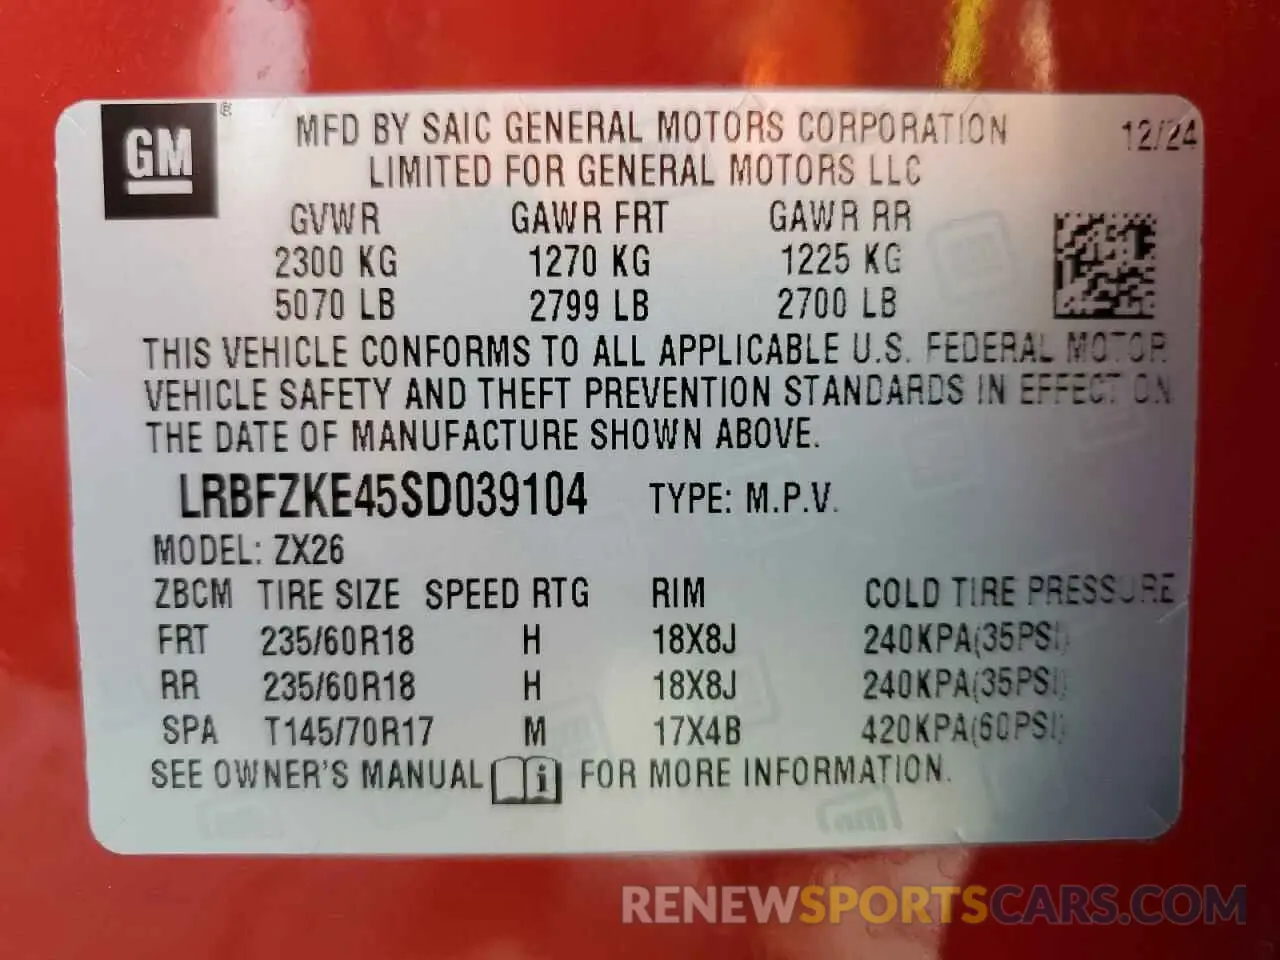 GM ® MFD BY SAIC GENERAL MOTORS CORPORATION 12/24
LIMITED FOR GENERAL MOTORS LLC
GVWR GAWR FRT GAWR RR
2300 KG 1270 KG 1225 KG
5070 LB 2799 LB 2700 LB
THIS VEHICLE CONFORMS TO ALL APPLICABLE U.S. FEDERAL MOTOR
VEHICLE SAFETY AND THEFT PREVENTION STANDARDS IN EFFECT ON
THE DATE OF MANUFACTURE SHOWN ABOVE.
LRBFZKE45SD039104 TYPE: M.P.V.
MODEL: ZX26
ZBCM TIRE SIZE SPEED RTG RIM COLD TIRE PRESSURE
FRT 235/60R18 H 18X8J 240KPA(35PSI)
RR 235/60R18 H 18X8J 240KPA(35PSI)
SPA T145/70R17 M 17X4B 420KPA(60PSI)
SEE OWNER'S MANUAL i FOR MORE INFORMATION.
RENEWSPORTSCARS.COM